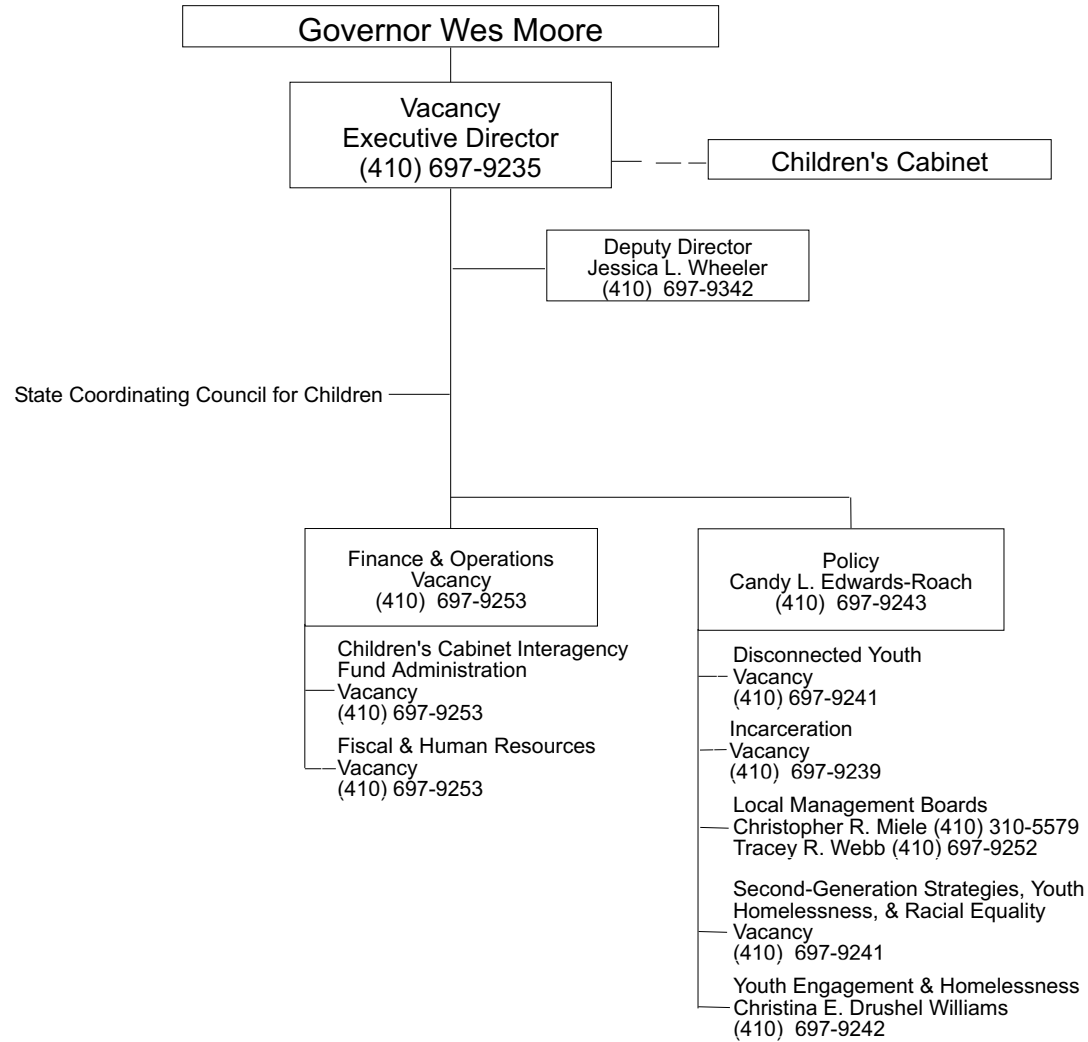 Governor Wes Moore
Vacancy
Executive Director
(410) 697-9235
Children's Cabinet
Deputy Director
Jessica L. Wheeler
(410) 697-9342
State Coordinating Council for Children
Finance & Operations
Vacancy
(410) 697-9253
Children's Cabinet Interagency
Fund Administration
Vacancy
(410) 697-9253
Fiscal & Human Resources
Vacancy
(410) 697-9253
Policy
Candy L. Edwards-Roach
(410) 697-9243
Disconnected Youth
Vacancy
(410) 697-9241
Incarceration
Vacancy
(410) 697-9239
Local Management Boards
Christopher R. Miele (410) 310-5579
Tracey R. Webb (410) 697-9252
Second-Generation Strategies, Youth
Homelessness, & Racial Equality
Vacancy
(410) 697-9241
Youth Engagement & Homelessness
Christina E. Drushel Williams
(410) 697-9242